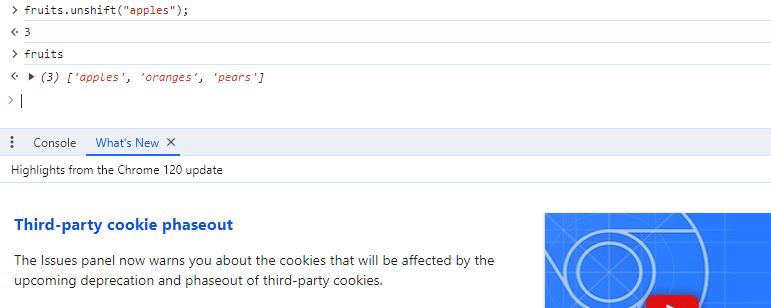 > fruits.unshift("apples");
3
> fruits
(3) ['apples', 'oranges', 'pears']
>
Console What's New
Highlights from the Chrome 120 update
Third-party cookie phaseout
The Issues panel now warns you about the cookies that will be affected by the
upcoming deprecation and phaseout of third-party cookies.